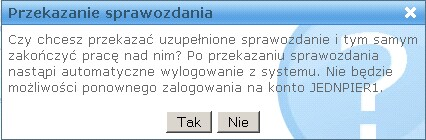 Przekazanie sprawozdania
Czy chcesz przekazać uzupełnione sprawozdanie i tym samym
zakończyć pracę nad nim? Po przekazaniu sprawozdania
nastąpi automatyczne wylogowanie z systemu. Nie będzie
możliwości ponownego zalogowania na konto JEDNPIER1.
Tak Nie